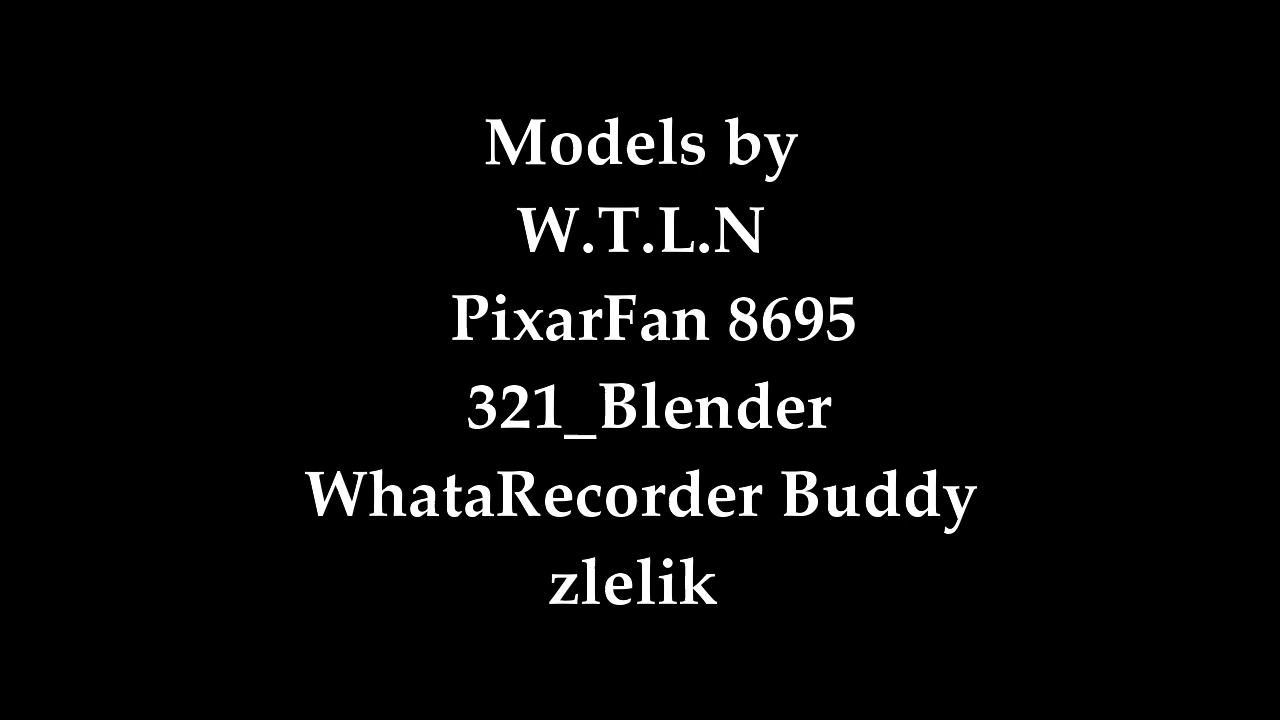 Models by
W.T.L.N
PixarFan 8695
321_Blender
WhataRecorder Buddy
zlelik